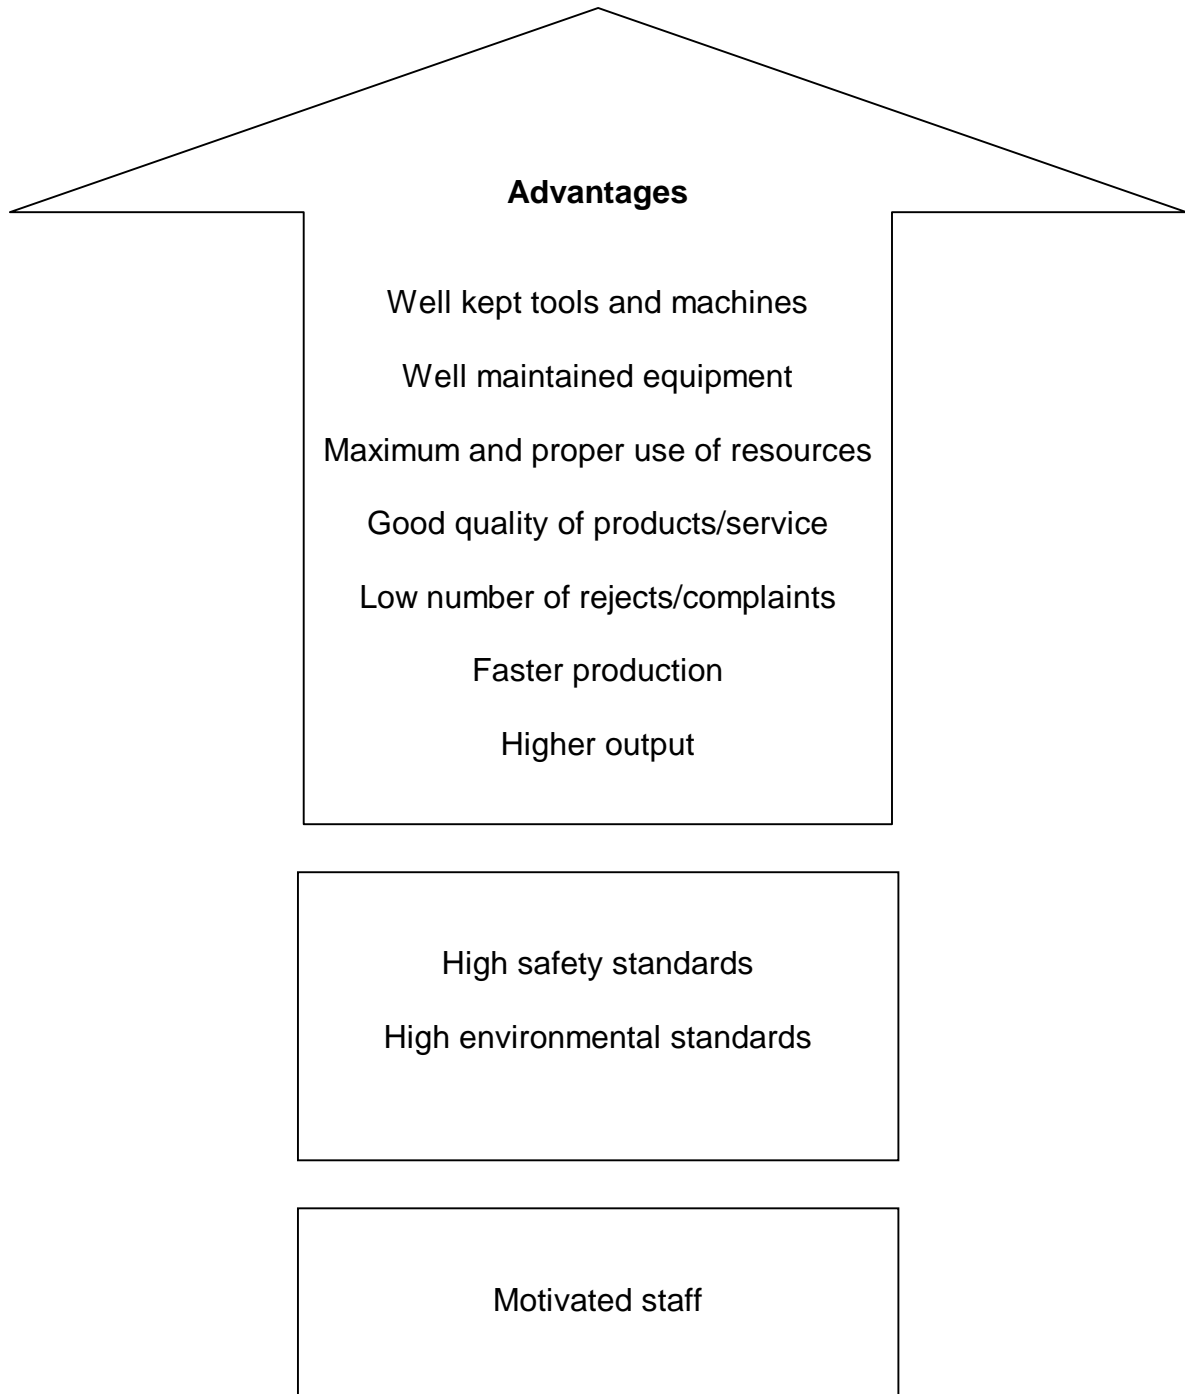 Advantages
Well kept tools and machines
Well maintained equipment
Maximum and proper use of resources
Good quality of products/service
Low number of rejects/complaints
Faster production
Higher output
High safety standards
High environmental standards
Motivated staff